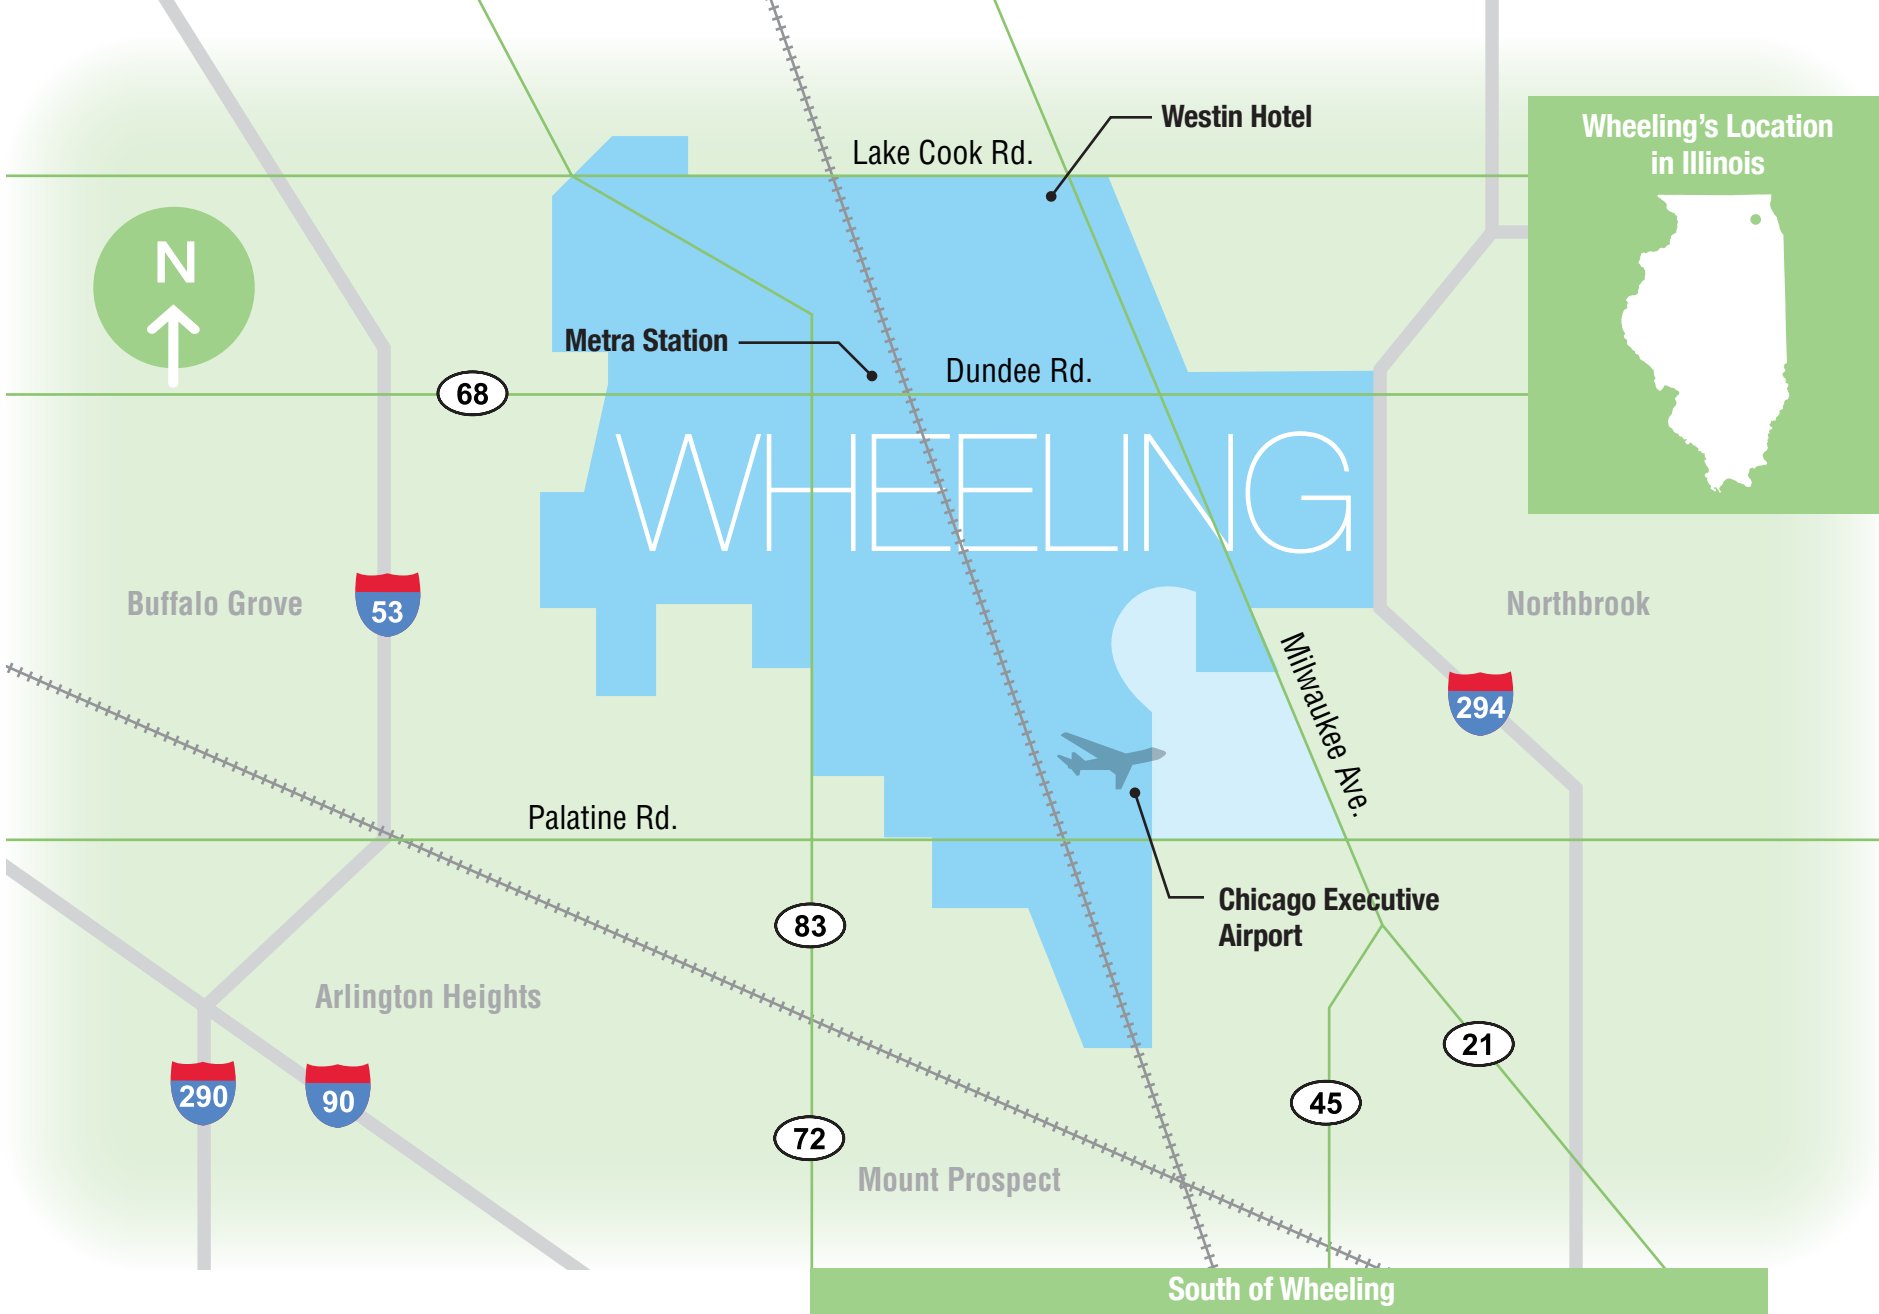 Westin Hotel
Wheeling's Location
in Illinois
Lake Cook Rd.
N
Metra Station
Dundee Rd.
68
WHEELING
Buffalo Grove
53
Northbrook
Milwaukee Ave.
294
Palatine Rd.
Chicago Executive
Airport
83
Arlington Heights
21
290
90
45
72
Mount Prospect
South of Wheeling